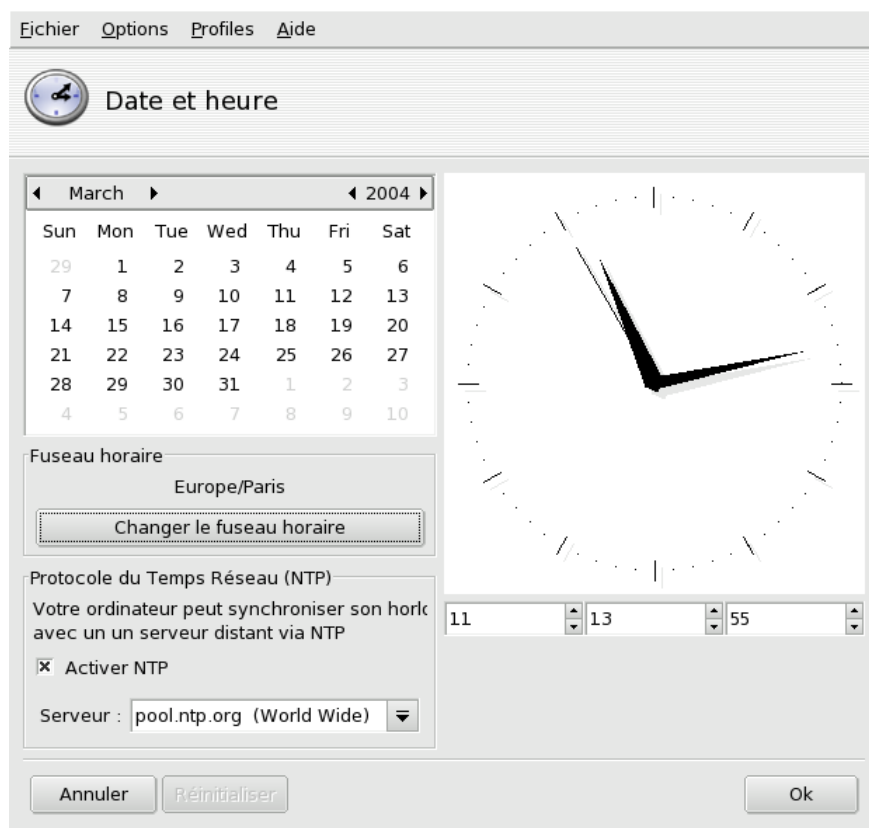 Fichier Options Profiles Aide
Date et heure
March 2004
Sun Mon Tue Wed Thu Fri Sat
29 1 2 3 4 5 6
7 8 9 10 11 12 13
14 15 16 17 18 19 20
21 22 23 24 25 26 27
28 29 30 31 1 2 3
4 5 6 7 8 9 10
Fuseau horaire
Europe/Paris
Changer le fuseau horaire
Protocole du Temps Réseau (NTP)
Votre ordinateur peut synchroniser son horlo
avec un un serveur distant via NTP
Activer NTP
Serveur : pool.ntp.org (World Wide)
11 13 55
Annuler Réinitialiser Ok